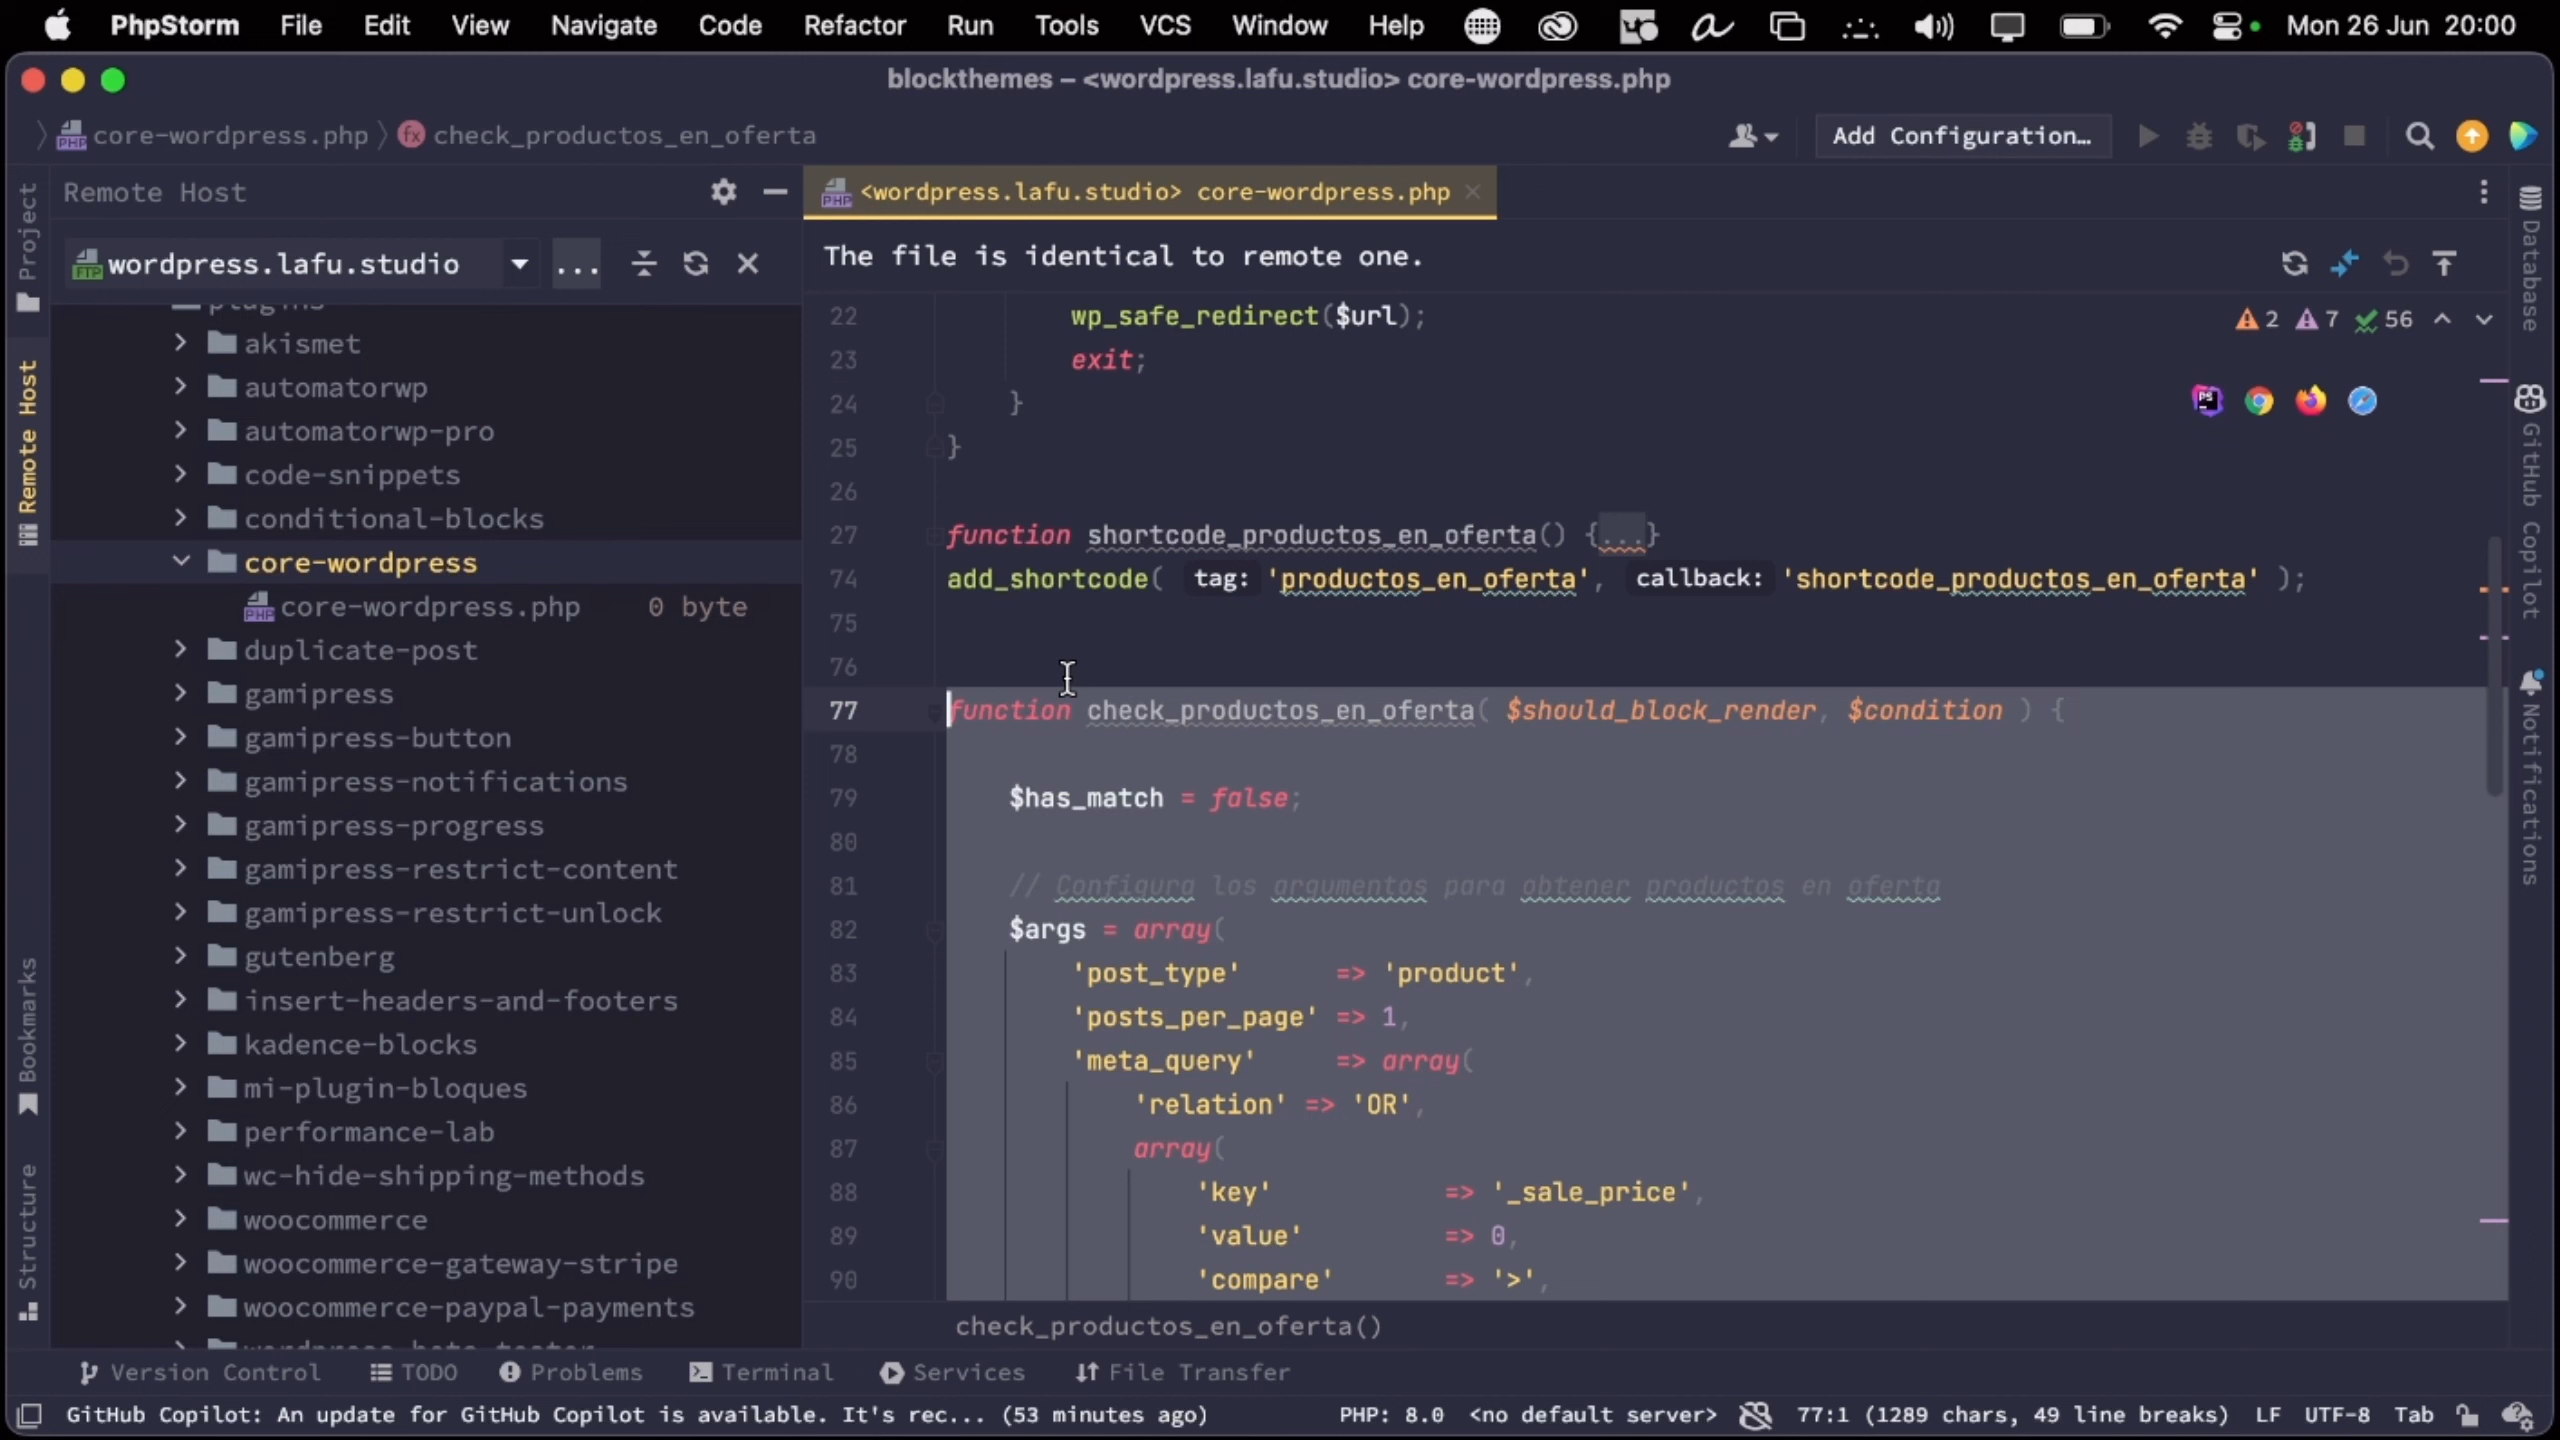 PhpStorm File Edit View Navigate Code Refactor Run Tools VCS Window Help Mon 26 Jun 20:00
blockthemes – <wordpress.lafu.studio> core-wordpress.php
core-wordpress.php check_productos_en_oferta
Add Configuration…
Project
Remote Host
Bookmarks
Structure
Remote Host
wordpress.lafu.studio
...
plugins
akismet
automatorwp
automatorwp-pro
code-snippets
conditional-blocks
core-wordpress
core-wordpress.php 0 byte
duplicate-post
gamipress
gamipress-button
gamipress-notifications
gamipress-progress
gamipress-restrict-content
gamipress-restrict-unlock
gutenberg
insert-headers-and-footers
kadence-blocks
mi-plugin-bloques
performance-lab
wc-hide-shipping-methods
woocommerce
woocommerce-gateway-stripe
woocommerce-paypal-payments
<wordpress.lafu.studio> core-wordpress.php
The file is identical to remote one.
2 7 56
22 wp_safe_redirect($url);
23 exit;
24 }
25 }
26
27 function shortcode_productos_en_oferta() {...}
74 add_shortcode( tag: 'productos_en_oferta', callback: 'shortcode_productos_en_oferta' );
75
76
77 function check_productos_en_oferta( $should_block_render, $condition ) {
78
79 $has_match = false;
80
81 // Configura los argumentos para obtener productos en oferta
82 $args = array(
83 'post_type' => 'product',
84 'posts_per_page' => 1,
85 'meta_query' => array(
86 'relation' => 'OR',
87 array(
88 'key' => '_sale_price',
89 'value' => 0,
90 'compare' => '>',
check_productos_en_oferta()
Database
GitHub Copilot
Notifications
Version Control TODO Problems Terminal Services File Transfer
GitHub Copilot: An update for GitHub Copilot is available. It's rec... (53 minutes ago) PHP: 8.0 <no default server> 77:1 (1289 chars, 49 line breaks) LF UTF-8 Tab